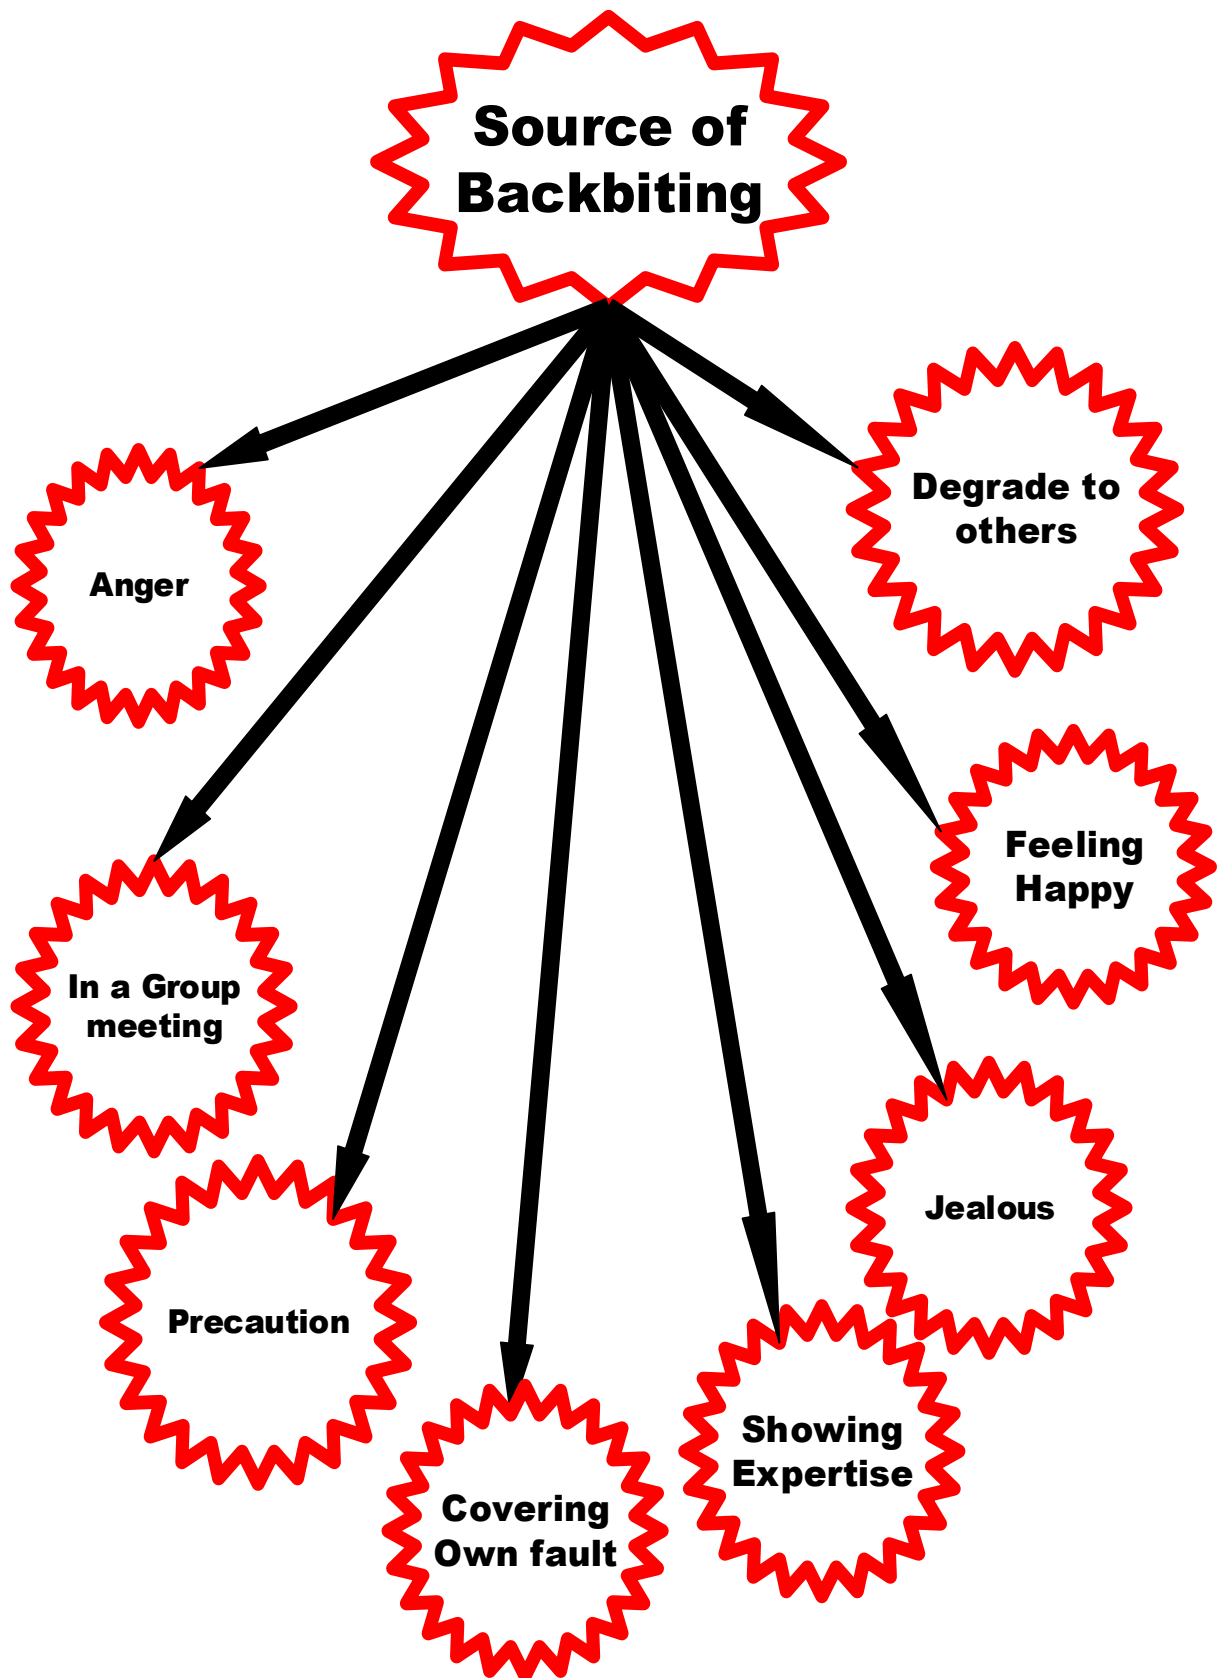 Source of
Backbiting
Degrade to
others
Anger
Feeling
Happy
In a Group
meeting
Jealous
Precaution
Showing
Expertise
Covering
Own fault